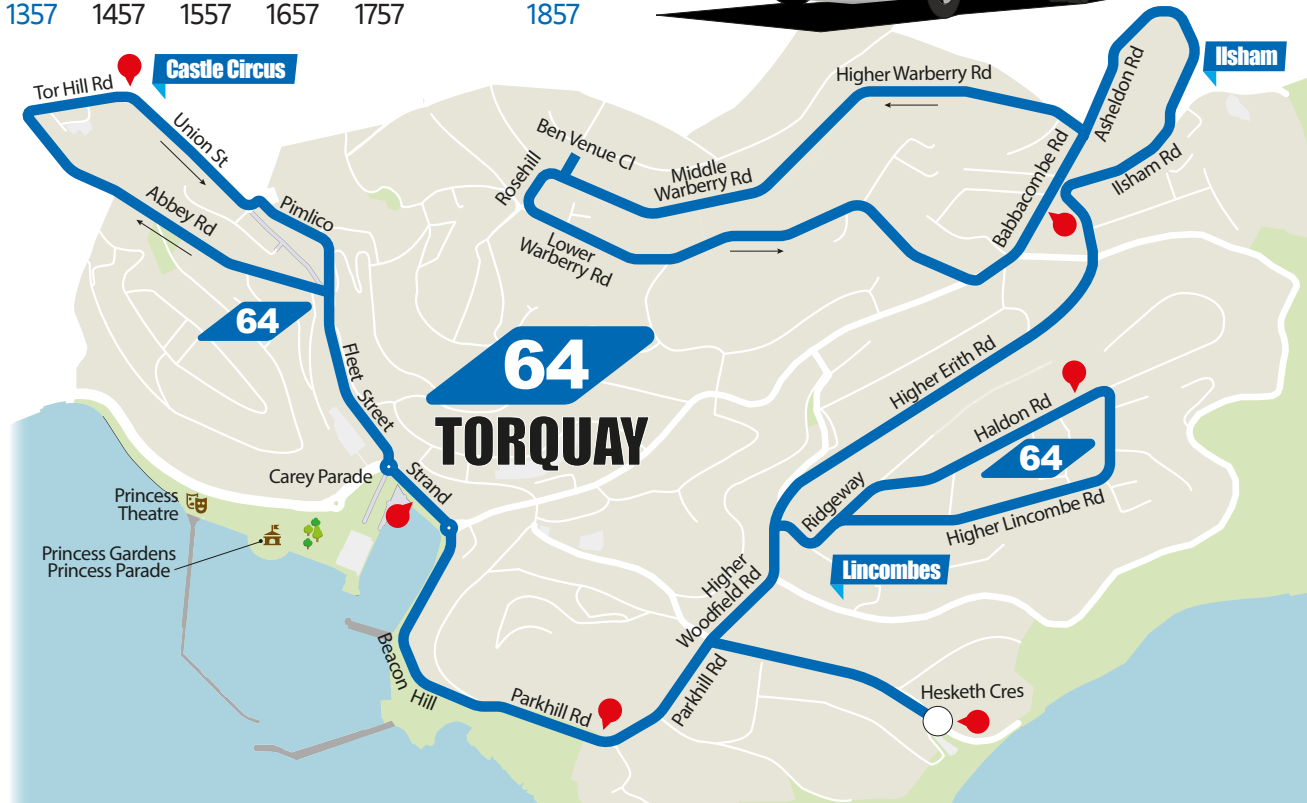 1357 1457 1557 1657 1757 1857
Castle Circus
Ilsham
Tor Hill Rd
Union St
Abbey Rd
Pimlico
64
Ben Venue Cl
Rosehill
Middle
Warberry Rd
Higher Warberry Rd
Lower
Warberry Rd
Babbacombe Rd
Asheldon Rd
Ilsham Rd
64
TORQUAY
Fleet Street
Carey Parade
Strand
Princess
Theatre
Princess Gardens
Princess Parade
Higher Erith Rd
Haldon Rd
64
Ridgeway
Higher Lincombe Rd
Lincombes
Higher
Woodfield Rd
Beacon Hill
Parkhill Rd
Parkhill Rd
Hesketh Cres